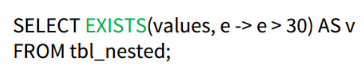 SELECT EXISTS(values, e -> e > 30) AS v
FROM tbl_nested;